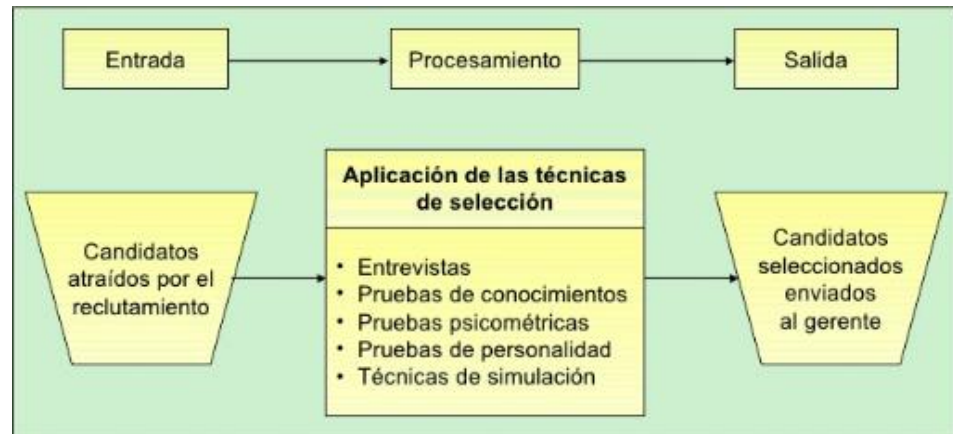 Entrada
Procesamiento
Salida
Candidatos
atraídos por el
reclutamiento
Aplicación de las técnicas
de selección
• Entrevistas
• Pruebas de conocimientos
• Pruebas psicométricas
• Pruebas de personalidad
• Técnicas de simulación
Candidatos
seleccionados
enviados
al gerente